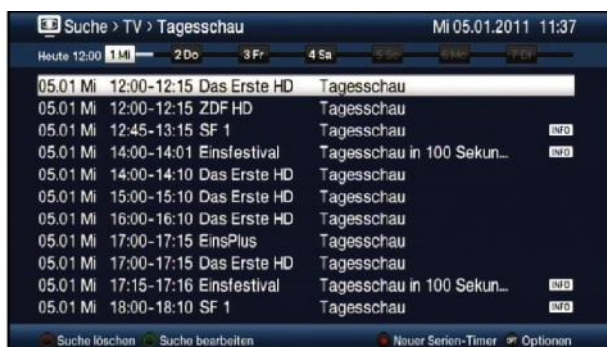 Suche > TV > Tagesschau Mi 05.01.2011 11:37
Heute 12:00 1 Mi 2 Do 3 Fr 4 Sa 5 So 6 Mo 7 Di
05.01 Mi 12:00-12:15 Das Erste HD Tagesschau
05.01 Mi 12:00-12:15 ZDF HD Tagesschau
05.01 Mi 12:45-13:15 SF 1 Tagesschau INFO
05.01 Mi 14:00-14:01 Einsfestival Tagesschau in 100 Sekun... INFO
05.01 Mi 14:00-14:10 Das Erste HD Tagesschau
05.01 Mi 15:00-15:10 Das Erste HD Tagesschau
05.01 Mi 16:00-16:10 Das Erste HD Tagesschau
05.01 Mi 17:00-17:15 EinsPlus Tagesschau
05.01 Mi 17:00-17:15 Das Erste HD Tagesschau
05.01 Mi 17:15-17:16 Einsfestival Tagesschau in 100 Sekun... INFO
05.01 Mi 18:00-18:10 SF 1 Tagesschau INFO
Suche löschen Suche bearbeiten Neuer Serien-Timer Optionen